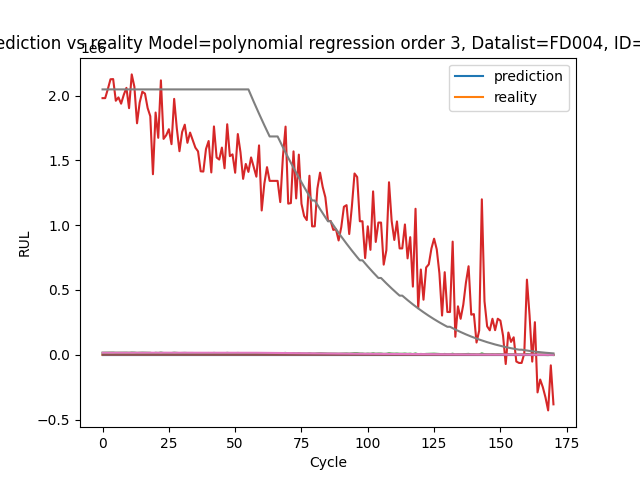 ediction vs reality Model=polynomial regression order 3, Datalist=FD004, ID=
1e6
prediction
reality
2.0
1.5
1.0
0.5
0.0
−0.5
RUL
0 25 50 75 100 125 150 175
Cycle